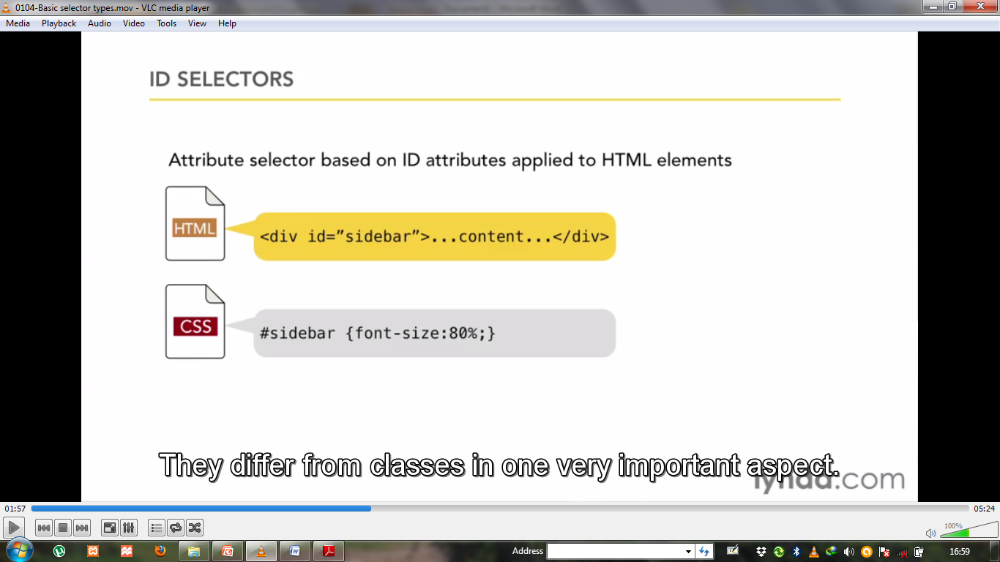 0104-Basic selector types.mov - VLC media player
Media Playback Audio Video Tools View Help
ID SELECTORS
Attribute selector based on ID attributes applied to HTML elements
HTML
<div id=”sidebar”>...content...</div>
CSS
#sidebar {font-size:80%;}
They differ from classes in one very important aspect.
lynda.com
01:57
05:24
100%
Address
16:59